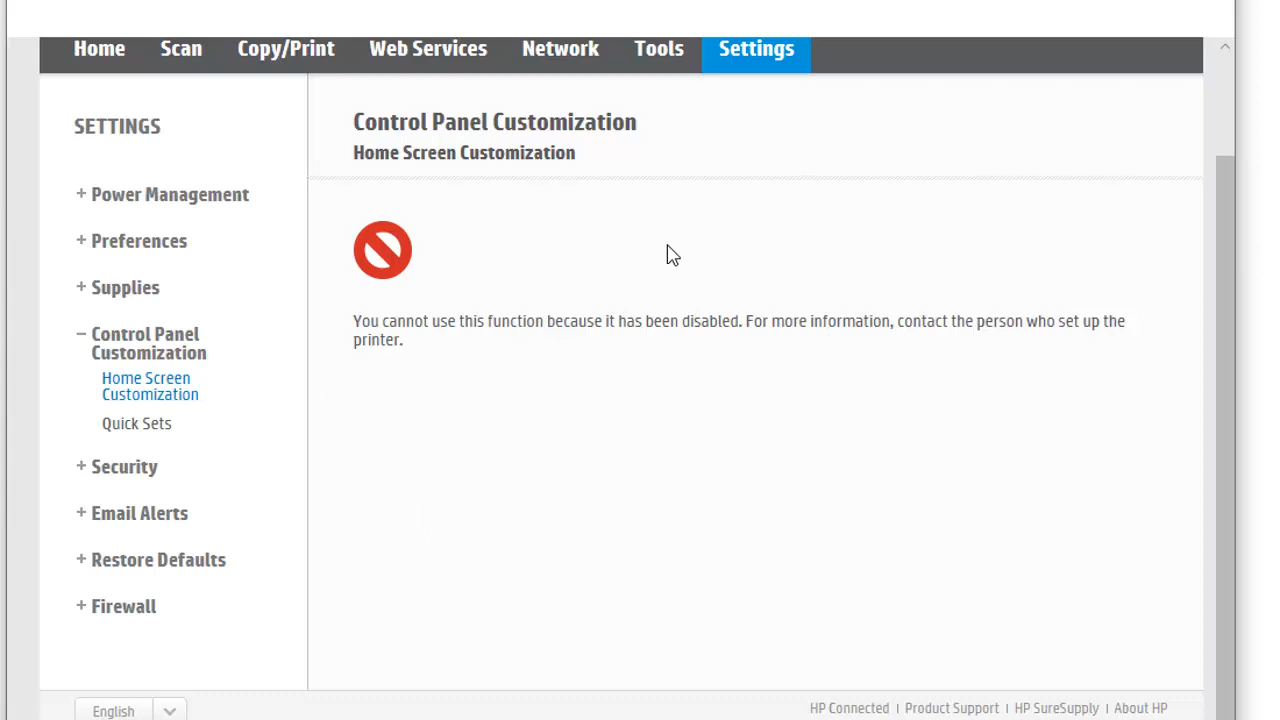 Home Scan Copy/Print Web Services Network Tools Settings
SETTINGS
+ Power Management
+ Preferences
+ Supplies
− Control Panel
Customization
Home Screen
Customization
Quick Sets
+ Security
+ Email Alerts
+ Restore Defaults
+ Firewall
Control Panel Customization
Home Screen Customization
You cannot use this function because it has been disabled. For more information, contact the person who set up the
printer.
English
HP Connected | Product Support | HP SureSupply | About HP